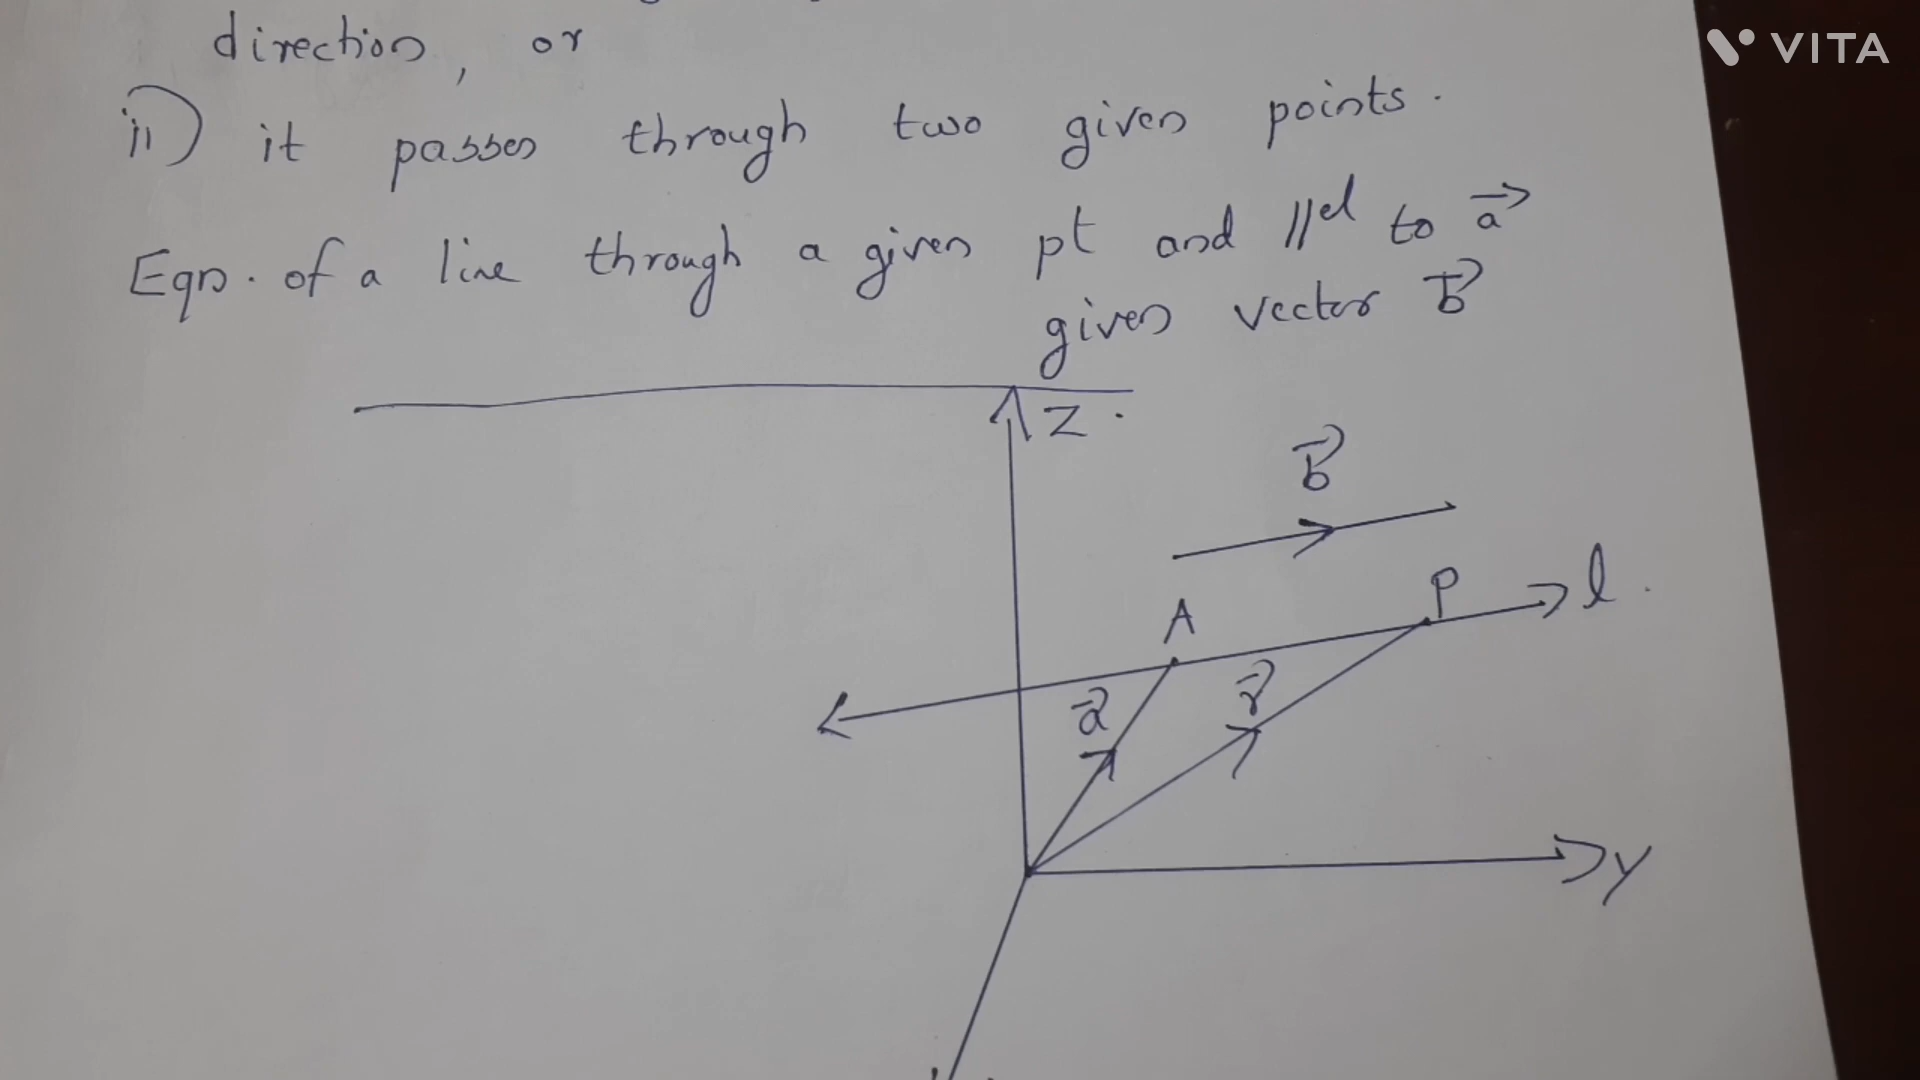 direction, or
ii) it passes through two given points.
Eqn. of a line through a given pt and ||el to a⃗
given vector b⃗
Z
b⃗
P
l
A
a⃗
r⃗
y
VITA